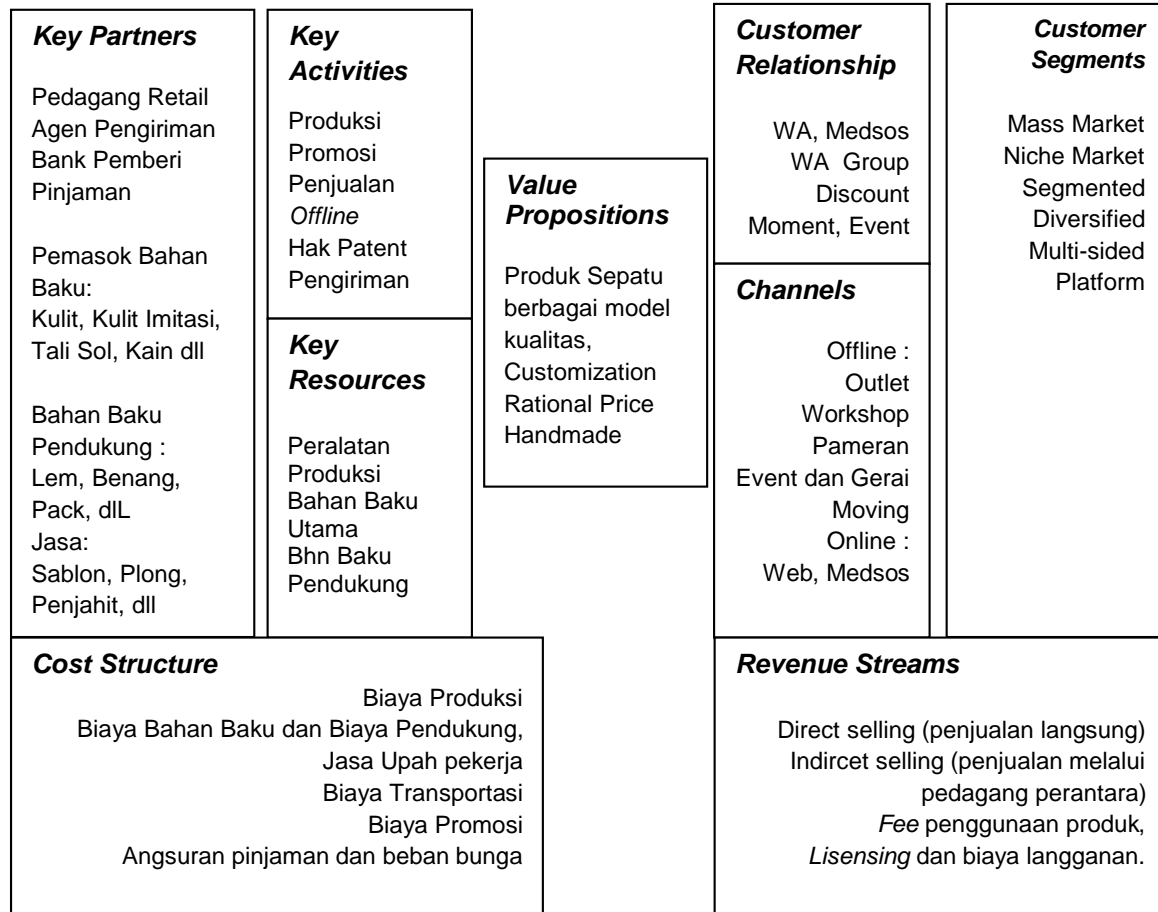 Key Partners
Pedagang Retail
Agen Pengiriman
Bank Pemberi
Pinjaman
Pemasok Bahan
Baku:
Kulit, Kulit Imitasi,
Tali Sol, Kain dll
Bahan Baku
Pendukung :
Lem, Benang,
Pack, dlL
Jasa:
Sablon, Plong,
Penjahit, dll
Key
Activities
Produksi
Promosi
Penjualan
Offline
Hak Patent
Pengiriman
Key
Resources
Peralatan
Produksi
Bahan Baku
Utama
Bhn Baku
Pendukung
Value
Propositions
Produk Sepatu
berbagai model
kualitas,
Customization
Rational Price
Handmade
Customer
Relationship
WA, Medsos
WA Group
Discount
Moment, Event
Channels
Offline :
Outlet
Workshop
Pameran
Event dan Gerai
Moving
Online :
Web, Medsos
Customer
Segments
Mass Market
Niche Market
Segmented
Diversified
Multi-sided
Platform
Cost Structure
Biaya Produksi
Biaya Bahan Baku dan Biaya Pendukung,
Jasa Upah pekerja
Biaya Transportasi
Biaya Promosi
Angsuran pinjaman dan beban bunga
Revenue Streams
Direct selling (penjualan langsung)
Indircet selling (penjualan melalui
pedagang perantara)
Fee penggunaan produk,
Lisensing dan biaya langganan.